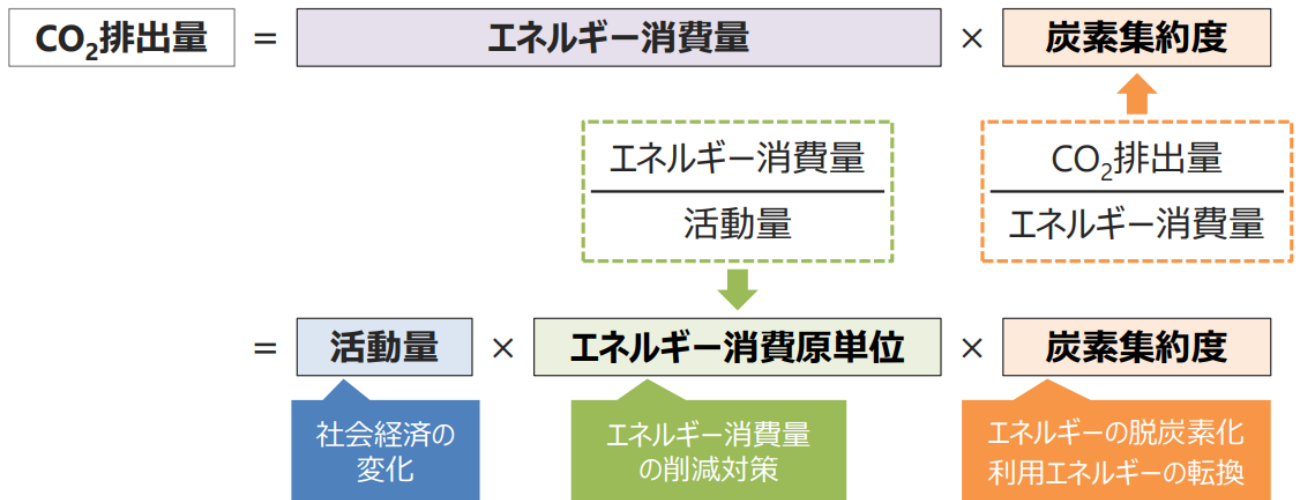 CO₂排出量 = エネルギー消費量 × 炭素集約度
エネルギー消費量
活動量
CO₂排出量
エネルギー消費量
= 活動量 × エネルギー消費原単位 × 炭素集約度
社会経済の
変化
エネルギー消費量
の削減対策
エネルギーの脱炭素化
利用エネルギーの転換